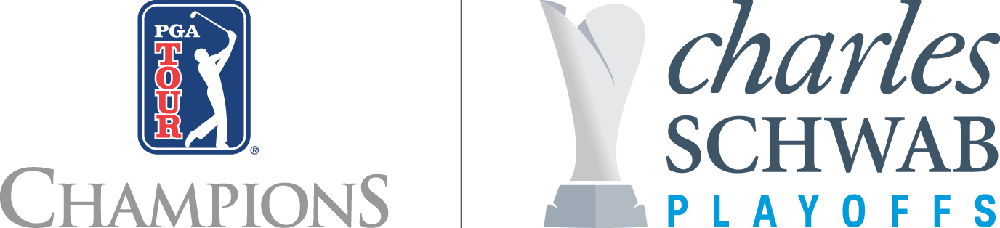 PGA
TOUR
®
CHAMPIONS
charles
SCHWAB
PLAYOFFS